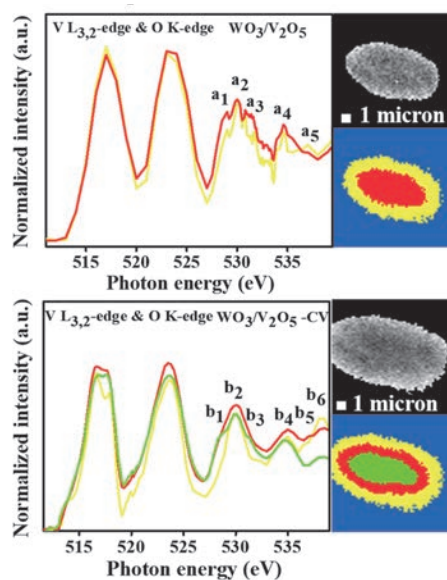 V L3,2-edge & O K-edge WO3/V2O5
a1
a2
a3
a4
a5
Normalized intensity (a.u.)
515 520 525 530 535
Photon energy (eV)
1 micron
V L3,2-edge & O K-edge WO3/V2O5 -CV
b1
b2
b3
b4
b5
b6
Normalized intensity (a.u.)
515 520 525 530 535
Photon energy (eV)
1 micron